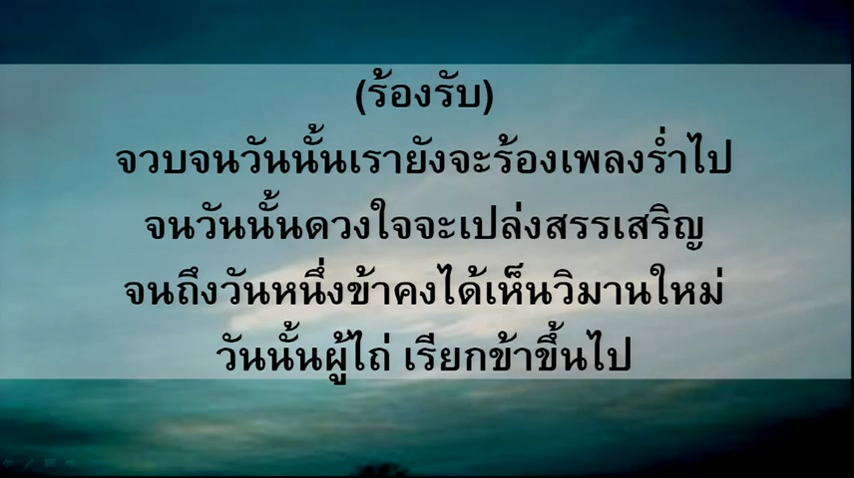 (ร้องรับ)
จวบจนวันนั้นเรายังจะร้องเพลงร่ำไป
จนวันนั้นดวงใจจะเปล่งสรรเสริญ
จนถึงวันหนึ่งข้าคงได้เห็นวิมานใหม่
วันนั้นผู้ไถ่ เรียกข้าขึ้นไป